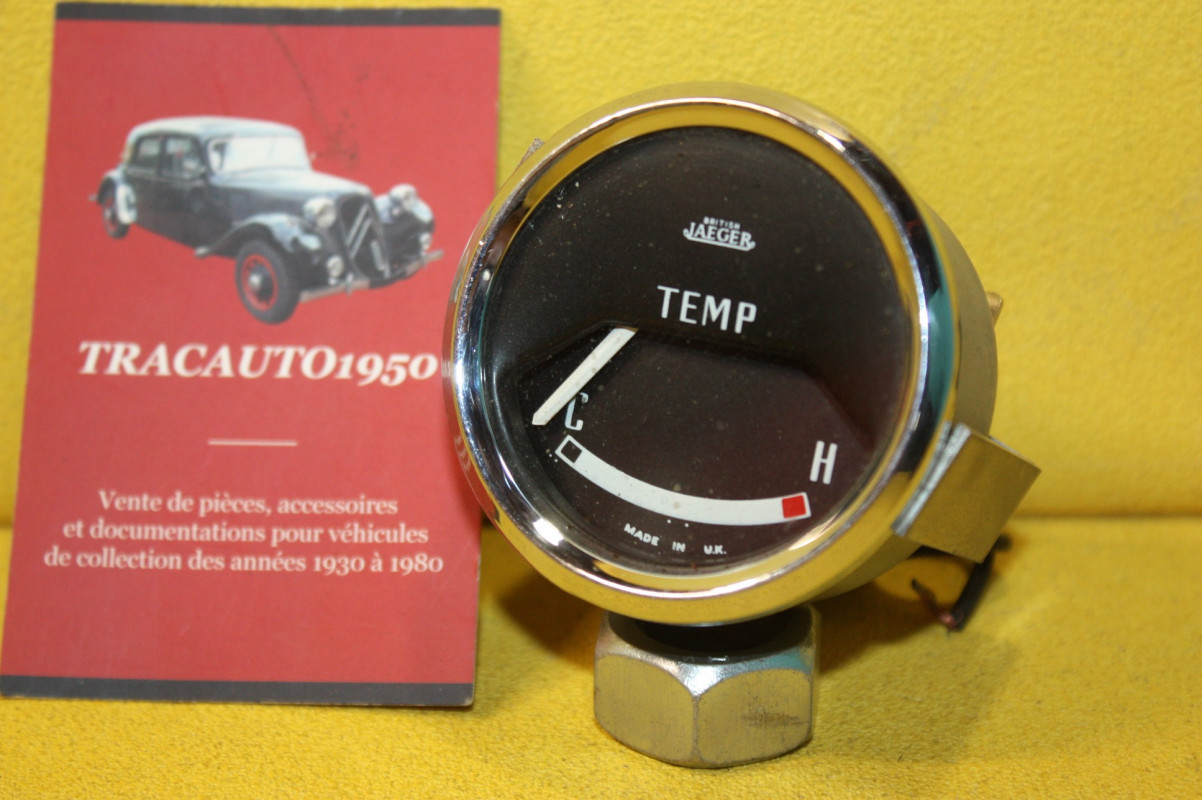 TRACAUTO1950
Vente de pièces, accessoires
et documentations pour véhicules
de collection des années 1930 à 1980
BRITISH
JAEGER
TEMP
C
H
MADE IN U.K.